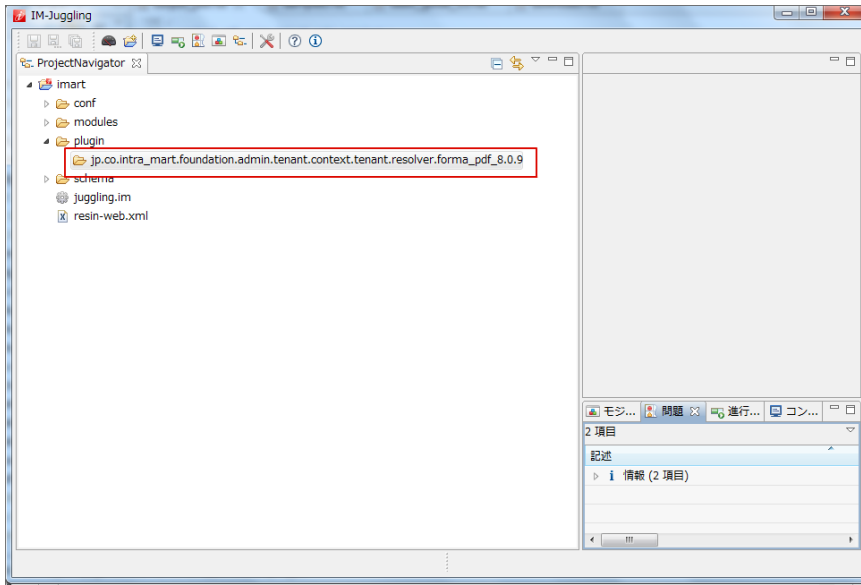 IM-Juggling
ProjectNavigator
imart
conf
modules
plugin
jp.co.intra_mart.foundation.admin.tenant.context.tenant.resolver.forma_pdf_8.0.9
schema
juggling.im
resin-web.xml
モジ... 問題 進行... コン...
2 項目
記述
情報 (2 項目)